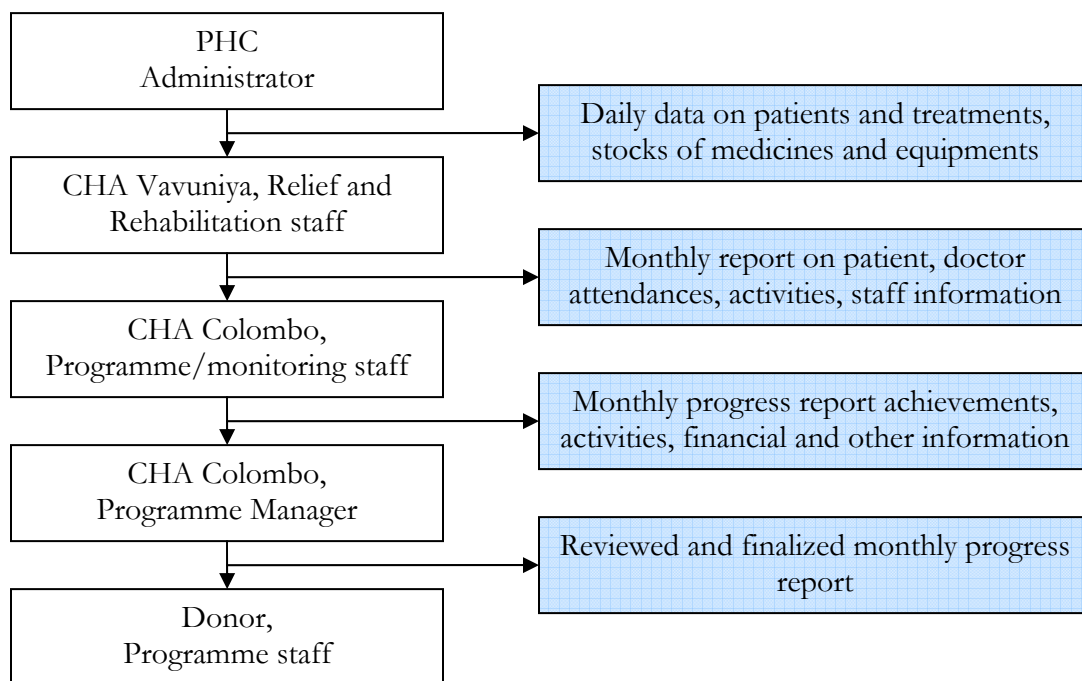 PHC
Administrator
Daily data on patients and treatments,
stocks of medicines and equipments
CHA Vavuniya, Relief and
Rehabilitation staff
Monthly report on patient, doctor
attendances, activities, staff information
CHA Colombo,
Programme/monitoring staff
Monthly progress report achievements,
activities, financial and other information
CHA Colombo,
Programme Manager
Reviewed and finalized monthly progress
report
Donor,
Programme staff